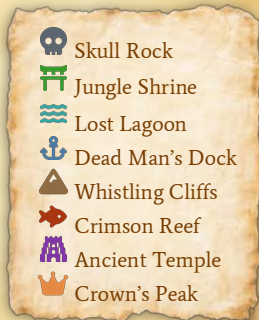 Skull Rock
Jungle Shrine
Lost Lagoon
Dead Man's Dock
Whistling Cliffs
Crimson Reef
Ancient Temple
Crown's Peak